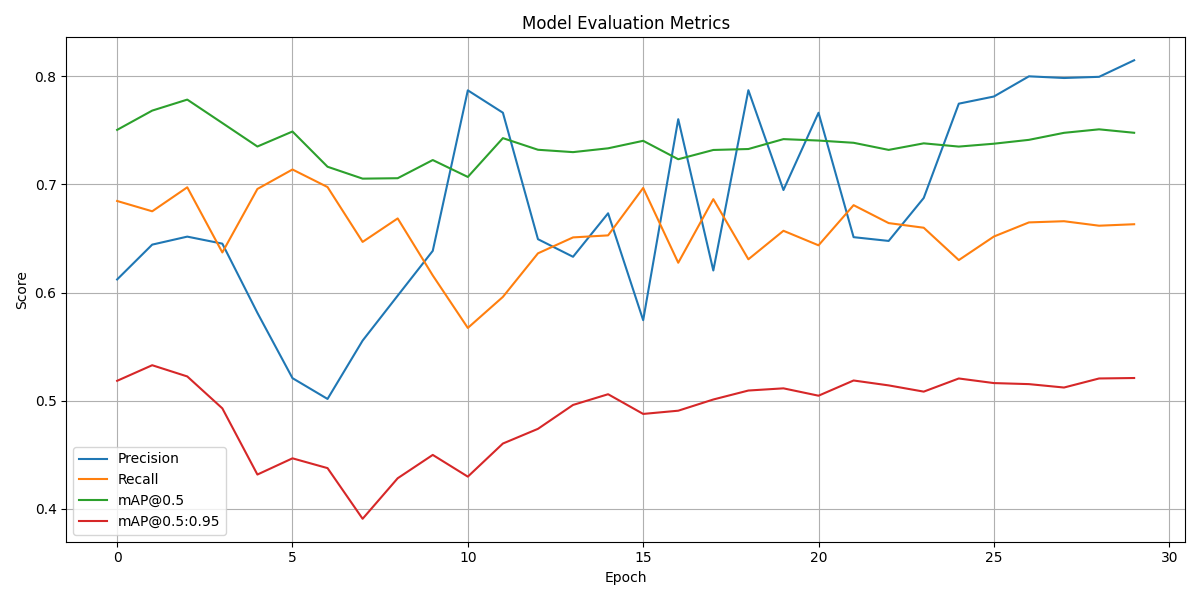 Model Evaluation Metrics
Score
0.8
0.7
0.6
0.5
0.4
Precision
Recall
mAP@0.5
mAP@0.5:0.95
0 5 10 15 20 25 30
Epoch